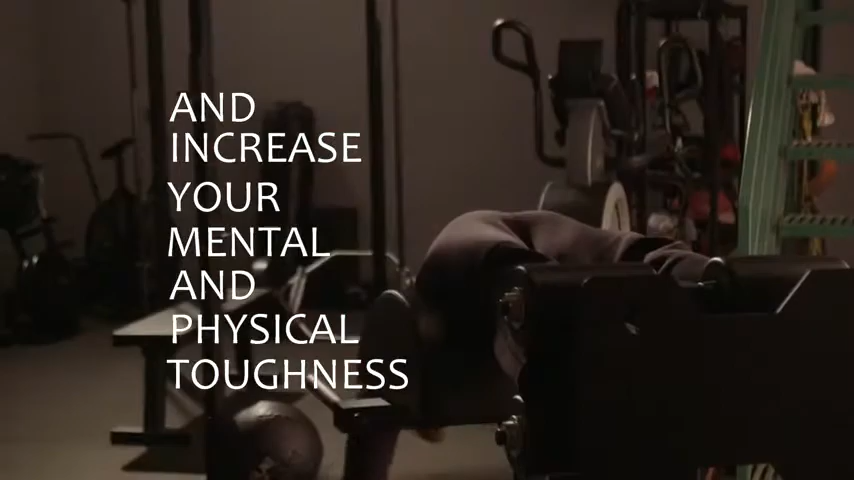 AND
INCREASE
YOUR
MENTAL
AND
PHYSICAL
TOUGHNESS